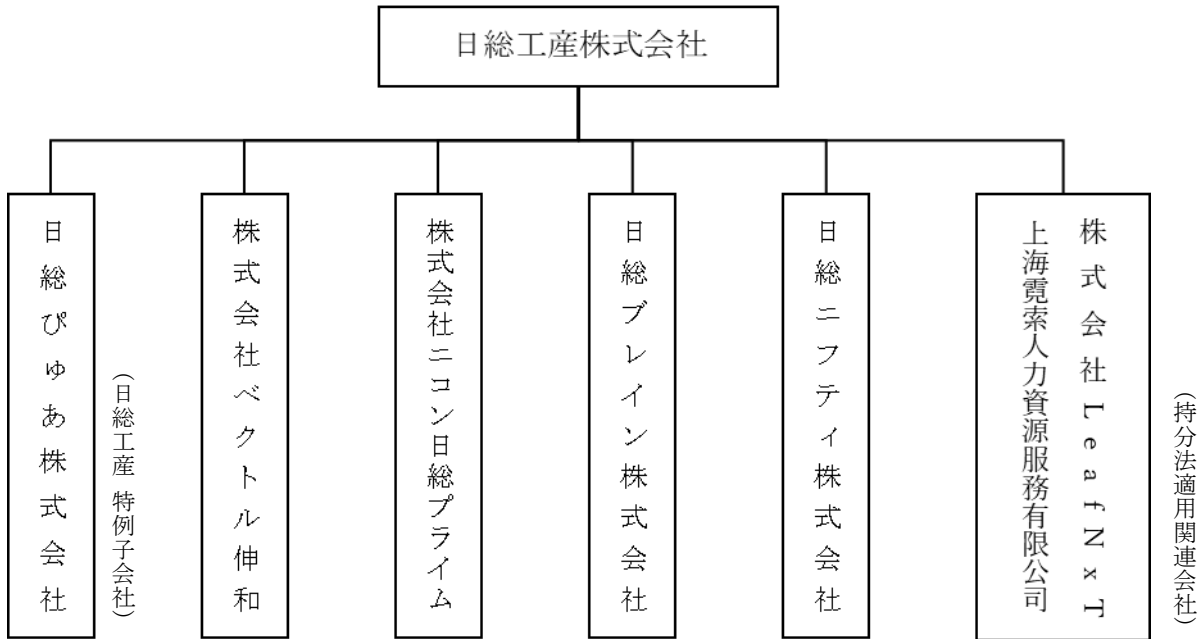 日総工産株式会社
日総ぴゅあ株式会社
(日総工産 特例子会社)
株式会社ベクトル伸和
株式会社ニコン日総プライム
日総ブレイン株式会社
日総ニフティ株式会社
株式会社LeafNxT
上海霓索人力資源服務有限公司
(持分法適用関連会社)